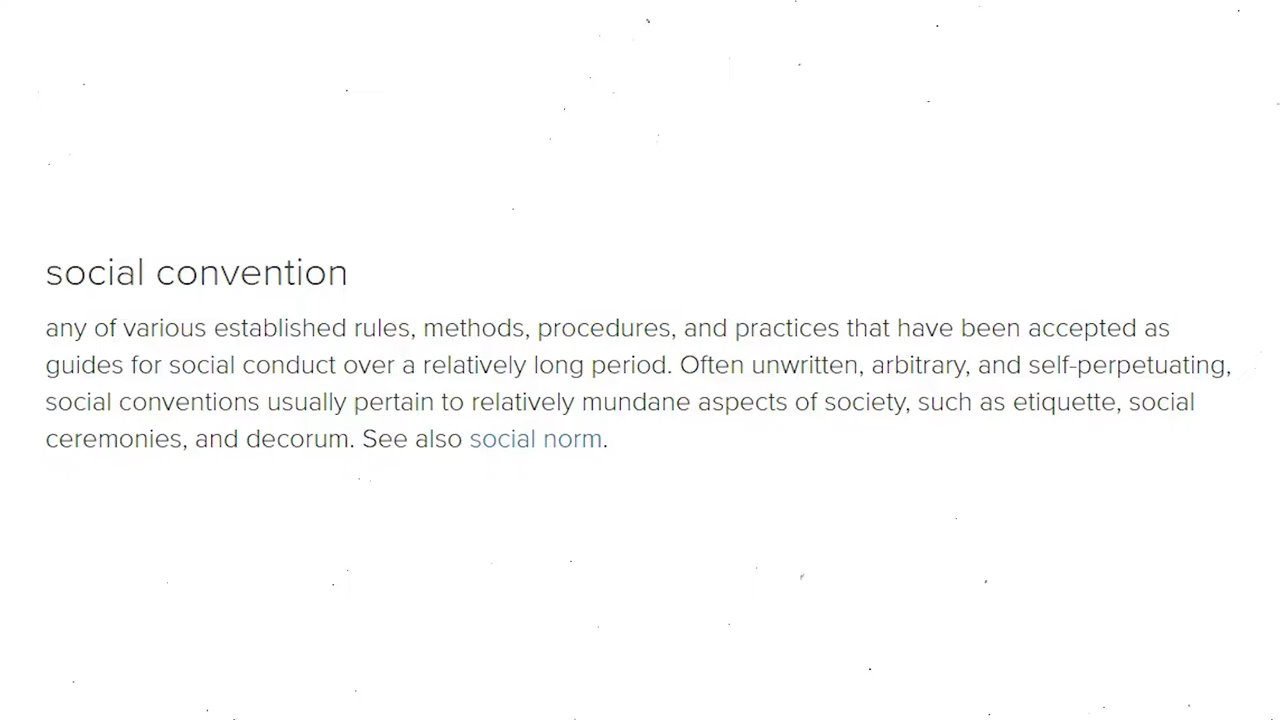 social convention
any of various established rules, methods, procedures, and practices that have been accepted as
guides for social conduct over a relatively long period. Often unwritten, arbitrary, and self-perpetuating,
social conventions usually pertain to relatively mundane aspects of society, such as etiquette, social
ceremonies, and decorum. See also social norm.